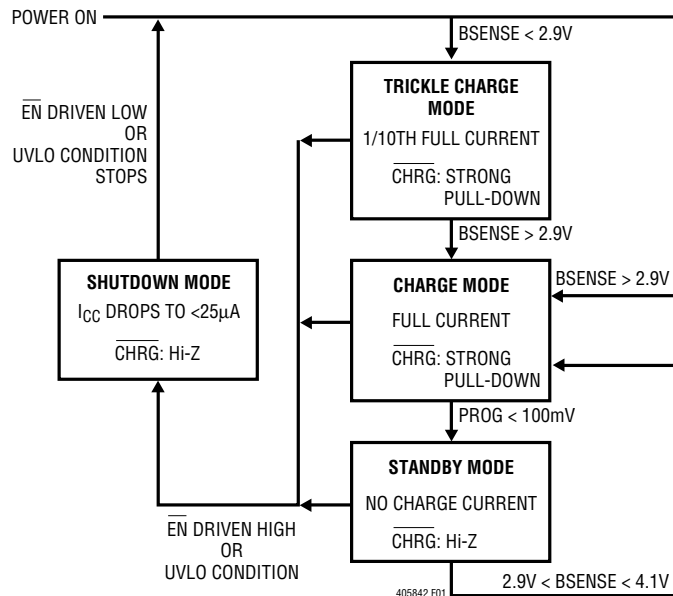 POWER ON
BSENSE < 2.9V
TRICKLE CHARGE
MODE
1/10TH FULL CURRENT
CHRG: STRONG
PULL-DOWN
EN DRIVEN LOW
OR
UVLO CONDITION
STOPS
BSENSE > 2.9V
SHUTDOWN MODE
ICC DROPS TO <25µA
CHRG: Hi-Z
CHARGE MODE
FULL CURRENT
CHRG: STRONG
PULL-DOWN
BSENSE > 2.9V
PROG < 100mV
STANDBY MODE
NO CHARGE CURRENT
CHRG: Hi-Z
EN DRIVEN HIGH
OR
UVLO CONDITION
2.9V < BSENSE < 4.1V
405842 F01